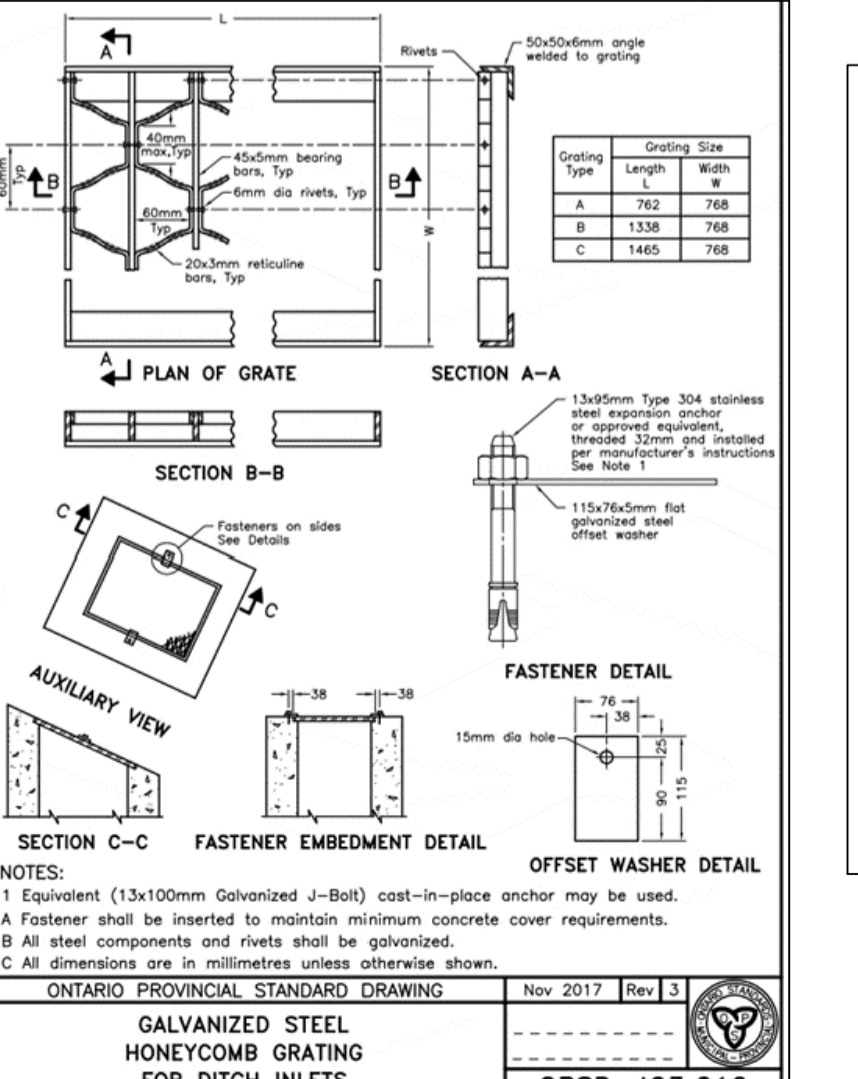 L
A
Rivets
50x50x6mm angle
welded to grating
40mm
max,Typ
60mm
Typ
B
B
45x5mm bearing
bars, Typ
6mm dia rivets, Typ
60mm
Typ
W
20x3mm reticuline
bars, Typ
Grating Type
Grating Size
Length L
Width W
A 762 768
B 1338 768
C 1465 768
A
PLAN OF GRATE
SECTION A-A
SECTION B-B
13x95mm Type 304 stainless
steel expansion anchor
or approved equivalent,
threaded 32mm and installed
per manufacturer's instructions
See Note 1
115x76x5mm flat
galvanized steel
offset washer
C
Fasteners on sides
See Details
C
AUXILIARY VIEW
FASTENER DETAIL
38
38
76
38
15mm dia hole
25
90
115
SECTION C-C
FASTENER EMBEDMENT DETAIL
OFFSET WASHER DETAIL
NOTES:
1 Equivalent (13x100mm Galvanized J-Bolt) cast-in-place anchor may be used.
A Fastener shall be inserted to maintain minimum concrete cover requirements.
B All steel components and rivets shall be galvanized.
C All dimensions are in millimetres unless otherwise shown.
ONTARIO PROVINCIAL STANDARD DRAWING
Nov 2017
Rev
3
GALVANIZED STEEL
HONEYCOMB GRATING
FOR DITCH INLETS
ONTARIO STANDARDS
OPS
MUNICIPAL-PROVINCIAL